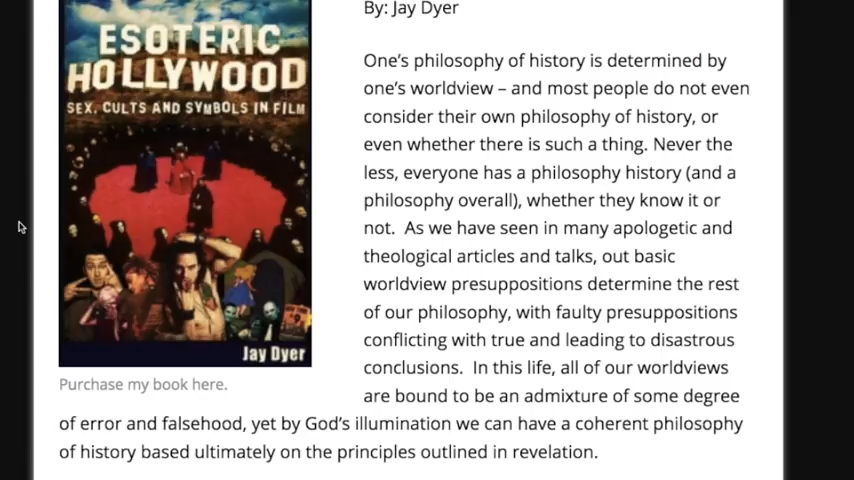 ESOTERIC
HOLLYWOOD
SEX, CULTS AND SYMBOLS IN FILM
Jay Dyer
Purchase my book here.
By: Jay Dyer
One’s philosophy of history is determined by
one’s worldview – and most people do not even
consider their own philosophy of history, or
even whether there is such a thing. Never the
less, everyone has a philosophy history (and a
philosophy overall), whether they know it or
not.  As we have seen in many apologetic and
theological articles and talks, out basic
worldview presuppositions determine the rest
of our philosophy, with faulty presuppositions
conflicting with true and leading to disastrous
conclusions.  In this life, all of our worldviews
are bound to be an admixture of some degree
of error and falsehood, yet by God’s illumination we can have a coherent philosophy
of history based ultimately on the principles outlined in revelation.